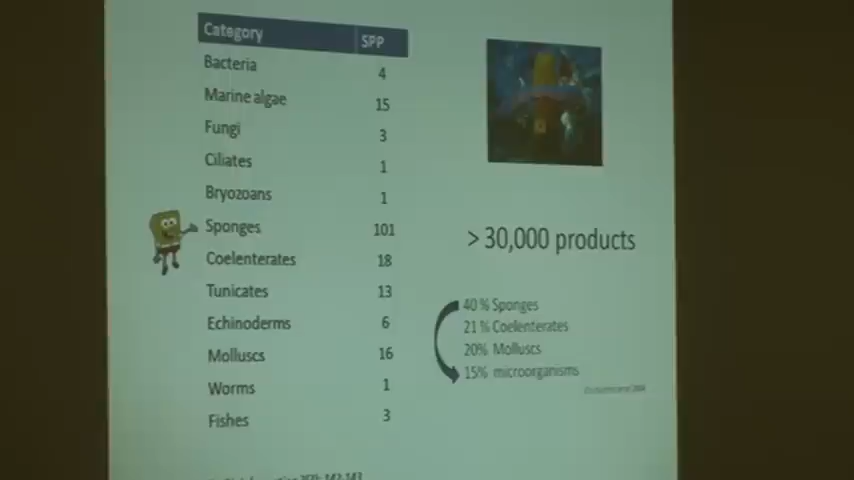 Category SPP
Bacteria 4
Marine algae 15
Fungi 3
Ciliates 1
Bryozoans 1
Sponges 101
Coelenterates 18
Tunicates 13
Echinoderms 6
Molluscs 16
Worms 1
Fishes 3
> 30,000 products
40 % Sponges
21 % Coelenterates
20% Molluscs
15% microorganisms